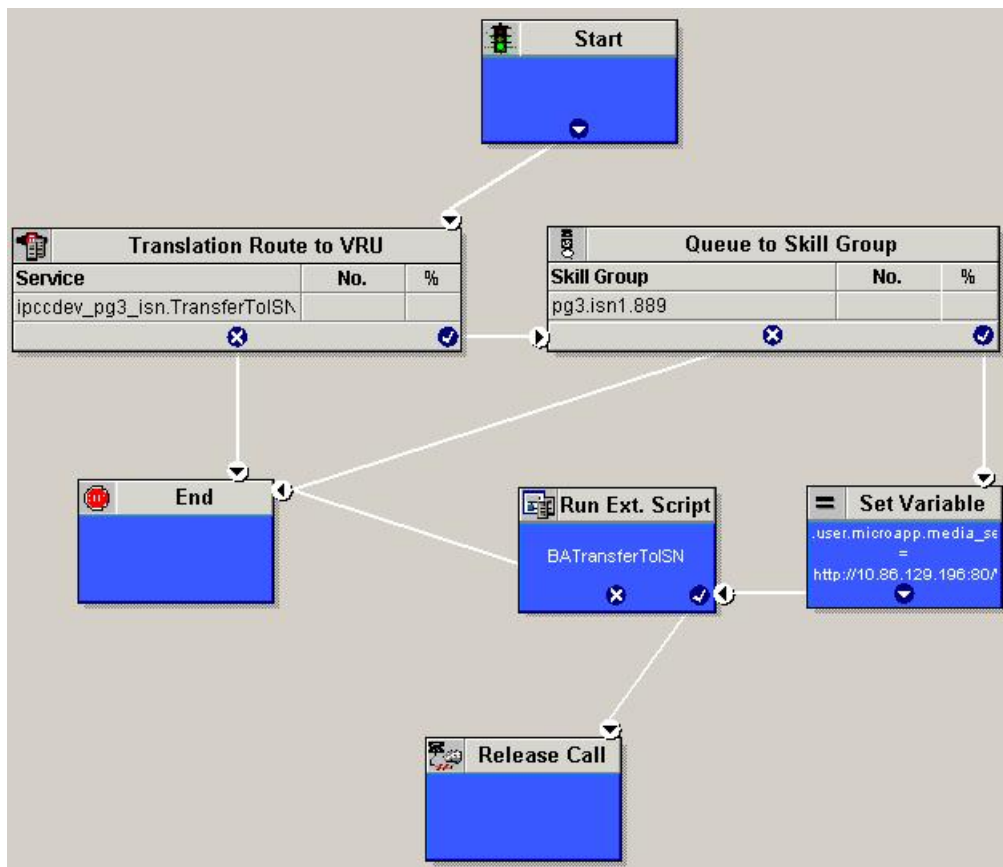 Start
Translation Route to VRU
Service No. %
ipccdev_pg3_isn.TransferToISN
Queue to Skill Group
Skill Group No. %
pg3.isn1.889
End
Run Ext. Script
BATransferToISN
Set Variable
.user.microapp.media_se
=
http://10.86.129.196:80/
Release Call